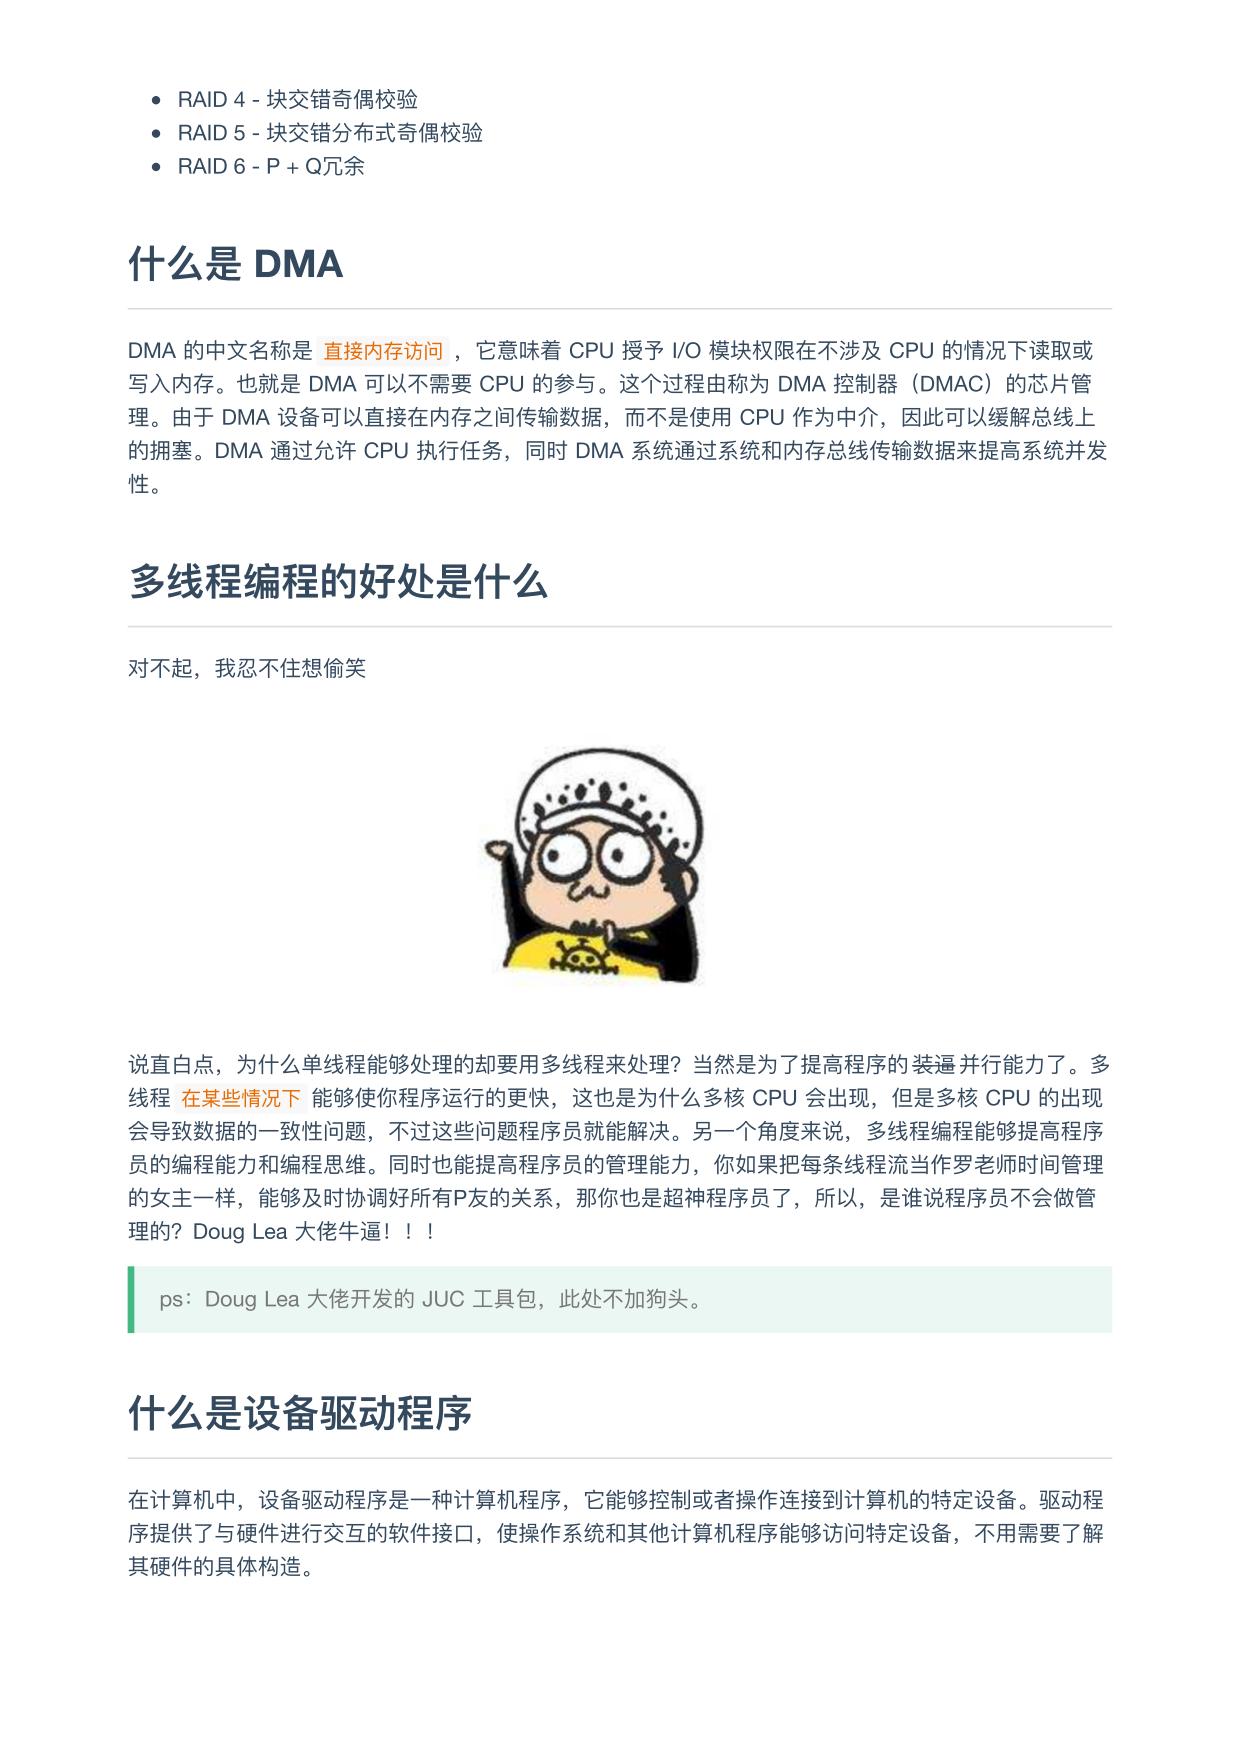 RAID 4 - 块交错奇偶校验
RAID 5 - 块交错分布式奇偶校验
RAID 6 - P + Q冗余
什么是 DMA
DMA 的中文名称是 直接内存访问 ，它意味着 CPU 授予 I/O 模块权限在不涉及 CPU 的情况下读取或
写入内存。也就是 DMA 可以不需要 CPU 的参与。这个过程由称为 DMA 控制器（DMAC）的芯片管
理。由于 DMA 设备可以直接在内存之间传输数据，而不是使用 CPU 作为中介，因此可以缓解总线上
的拥塞。DMA 通过允许 CPU 执行任务，同时 DMA 系统通过系统和内存总线传输数据来提高系统并发
性。
多线程编程的好处是什么
对不起，我忍不住想偷笑
说直白点，为什么单线程能够处理的却要用多线程来处理？当然是为了提高程序的 装逼 并行能力了。多
线程 在某些情况下 能够使你程序运行的更快，这也是为什么多核 CPU 会出现，但是多核 CPU 的出现
会导致数据的一致性问题，不过这些问题程序员就能解决。另一个角度来说，多线程编程能够提高程序
员的编程能力和编程思维。同时也能提高程序员的管理能力，你如果把每条线程流当作罗老师时间管理
的女主一样，能够及时协调好所有P友的关系，那你也是超神程序员了，所以，是谁说程序员不会做管
理的？Doug Lea 大佬牛逼！！！
ps：Doug Lea 大佬开发的 JUC 工具包，此处不加狗头。
什么是设备驱动程序
在计算机中，设备驱动程序是一种计算机程序，它能够控制或者操作连接到计算机的特定设备。驱动程
序提供了与硬件进行交互的软件接口，使操作系统和其他计算机程序能够访问特定设备，不用需要了解
其硬件的具体构造。